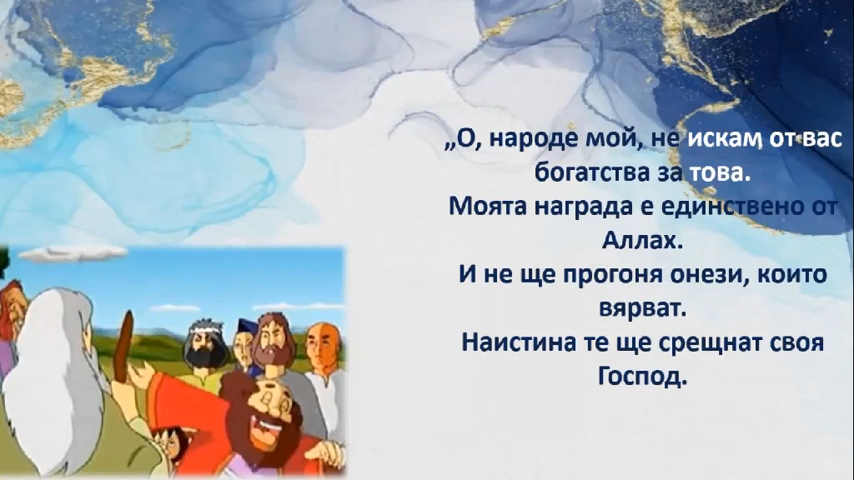 „О, народе мой, не искам от вас
богатства за това.
Моята награда е единствено от
Аллах.
И не ще прогоня онези, които
вярват.
Наистина те ще срещнат своя
Господ.